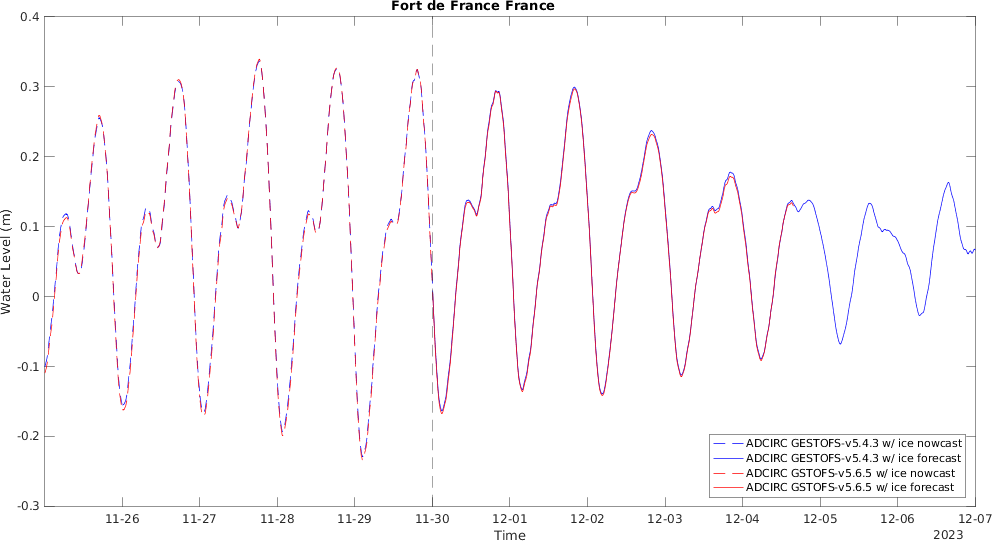 Fort de France France
0.4
0.3
0.2
0.1
0
-0.1
-0.2
-0.3
Water Level (m)
11-26 11-27 11-28 11-29 11-30 12-01 12-02 12-03 12-04 12-05 12-06 12-07
Time
2023
ADCIRC GESTOFS-v5.4.3 w/ ice nowcast
ADCIRC GESTOFS-v5.4.3 w/ ice forecast
ADCIRC GSTOFS-v5.6.5 w/ ice nowcast
ADCIRC GSTOFS-v5.6.5 w/ ice forecast